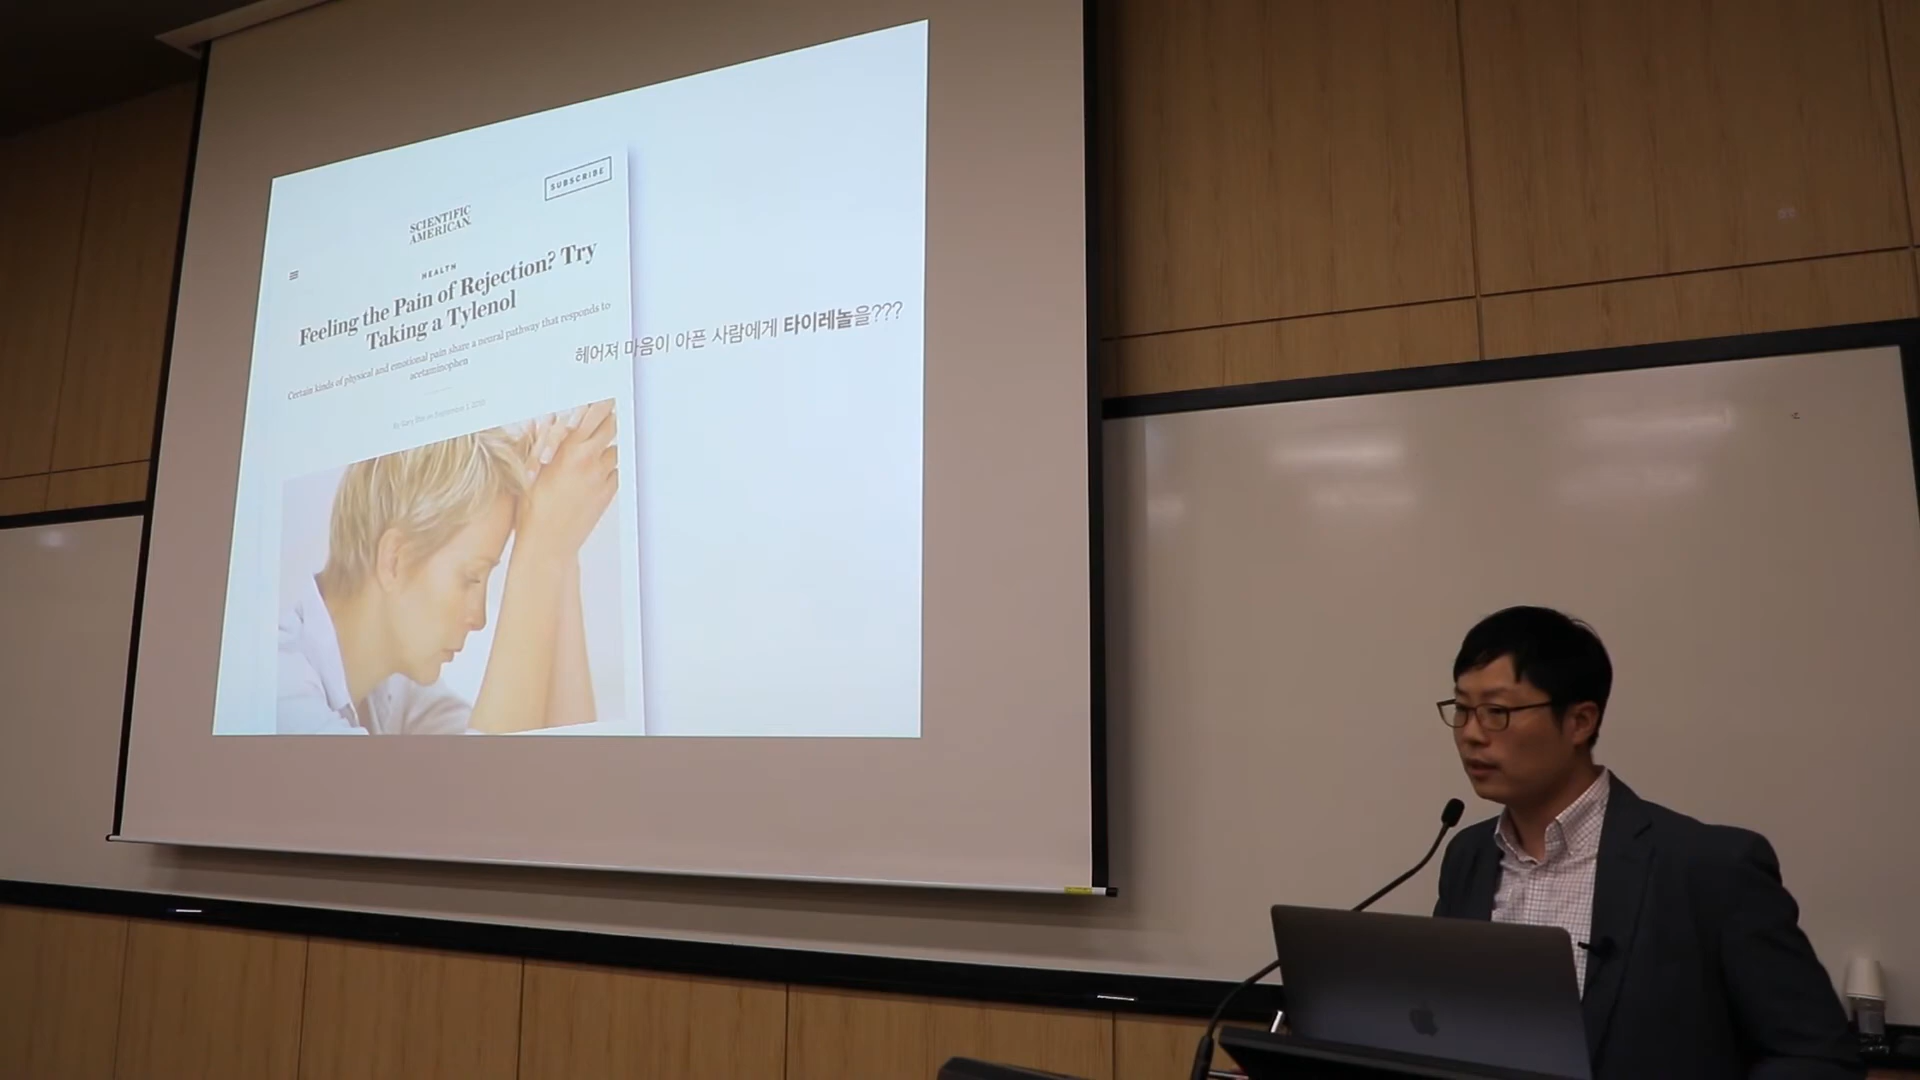 SUBSCRIBE
SCIENTIFIC
AMERICAN
HEALTH
Feeling the Pain of Rejection? Try
Taking a Tylenol
Certain kinds of physical and emotional pain share a neural pathway that responds to
acetaminophen
헤어져 마음이 아픈 사람에게 타이레놀을???